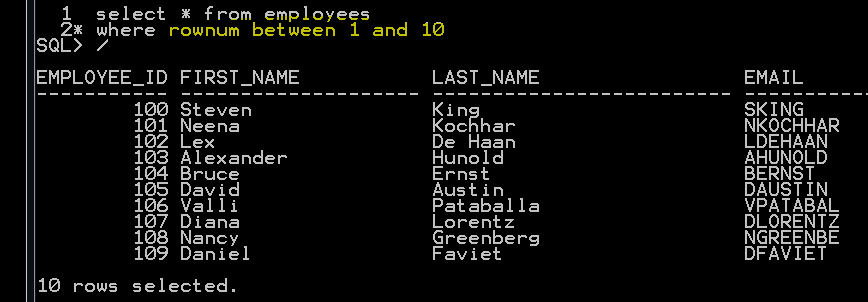 1  select * from employees
2* where rownum between 1 and 10
SQL> /
EMPLOYEE_ID FIRST_NAME LAST_NAME EMAIL
----------- -------------------- ------------------------- ---------
100 Steven King SKING
101 Neena Kochhar NKOCHHAR
102 Lex De Haan LDEHAAN
103 Alexander Hunold AHUNOLD
104 Bruce Ernst BERNST
105 David Austin DAUSTIN
106 Valli Pataballa VPATABAL
107 Diana Lorentz DLORENTZ
108 Nancy Greenberg NGREENBE
109 Daniel Faviet DFAVIET
10 rows selected.